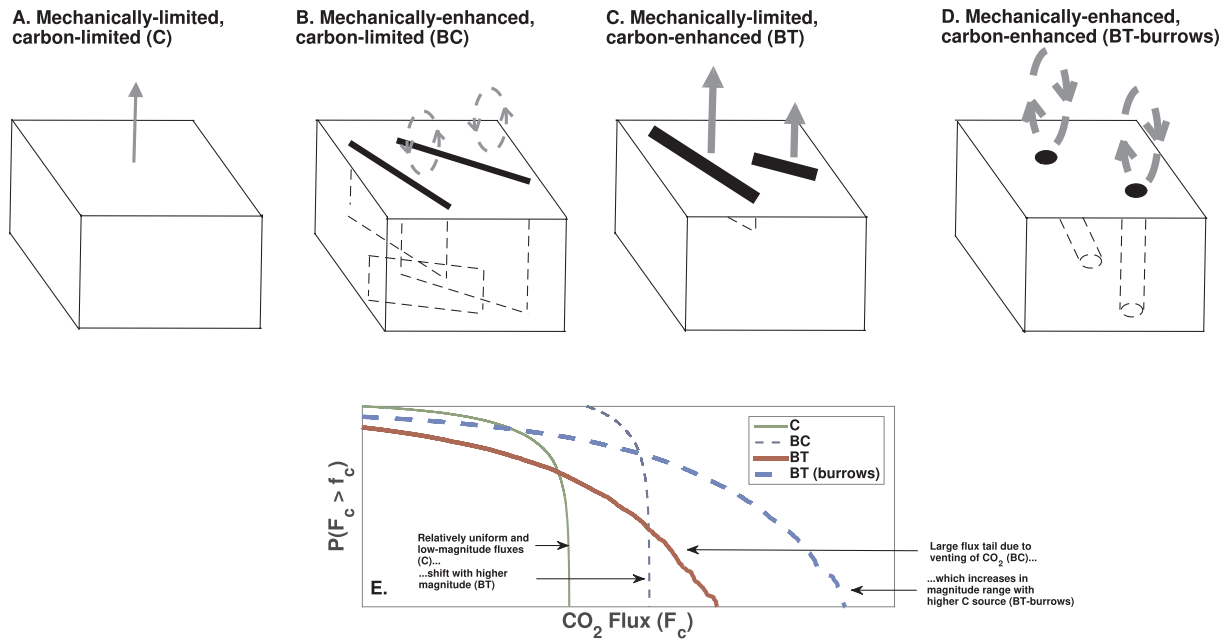 A. Mechanically-limited,
carbon-limited (C)
B. Mechanically-enhanced,
carbon-limited (BC)
C. Mechanically-limited,
carbon-enhanced (BT)
D. Mechanically-enhanced,
carbon-enhanced (BT-burrows)
P(Fc > fc)
C
BC
BT
BT (burrows)
Relatively uniform and
low-magnitude fluxes
(C)...
...shift with higher
magnitude (BT)
Large flux tail due to
venting of CO2 (BC)...
...which increases in
magnitude range with
higher C source (BT-burrows)
E.
CO2 Flux (Fc)